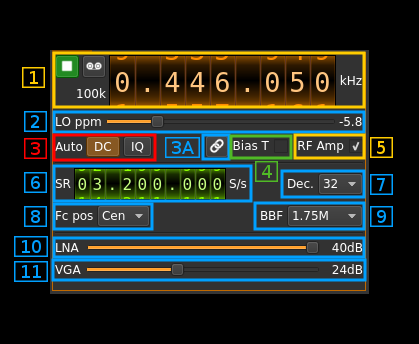 1
0.446.050 kHz
100k
2
LO ppm -5.8
3 Auto DC IQ 3A Bias T RF Amp ✓ 5
4
6 SR 03.200.000 S/s Dec. 32 7
8 Fc pos Cen BBF 1.75M 9
10 LNA 40dB
11 VGA 24dB